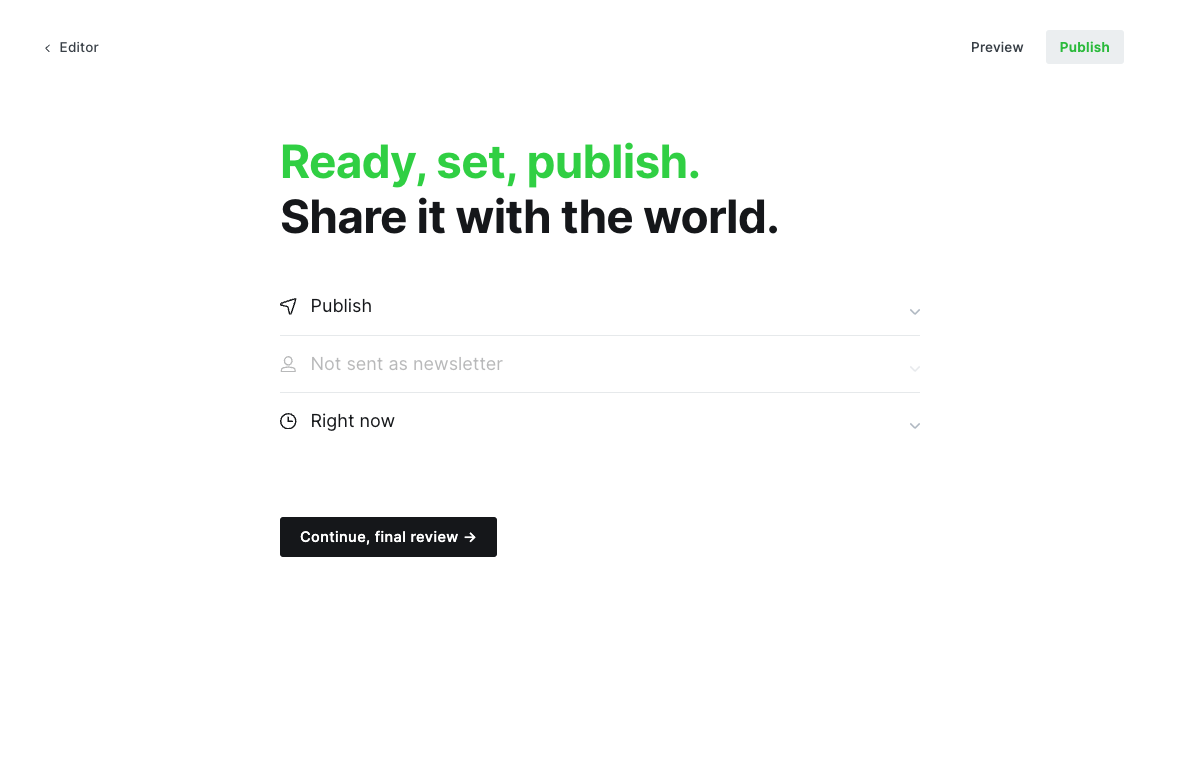 Editor
Preview
Publish
Ready, set, publish.
Share it with the world.
Publish
Not sent as newsletter
Right now
Continue, final review →